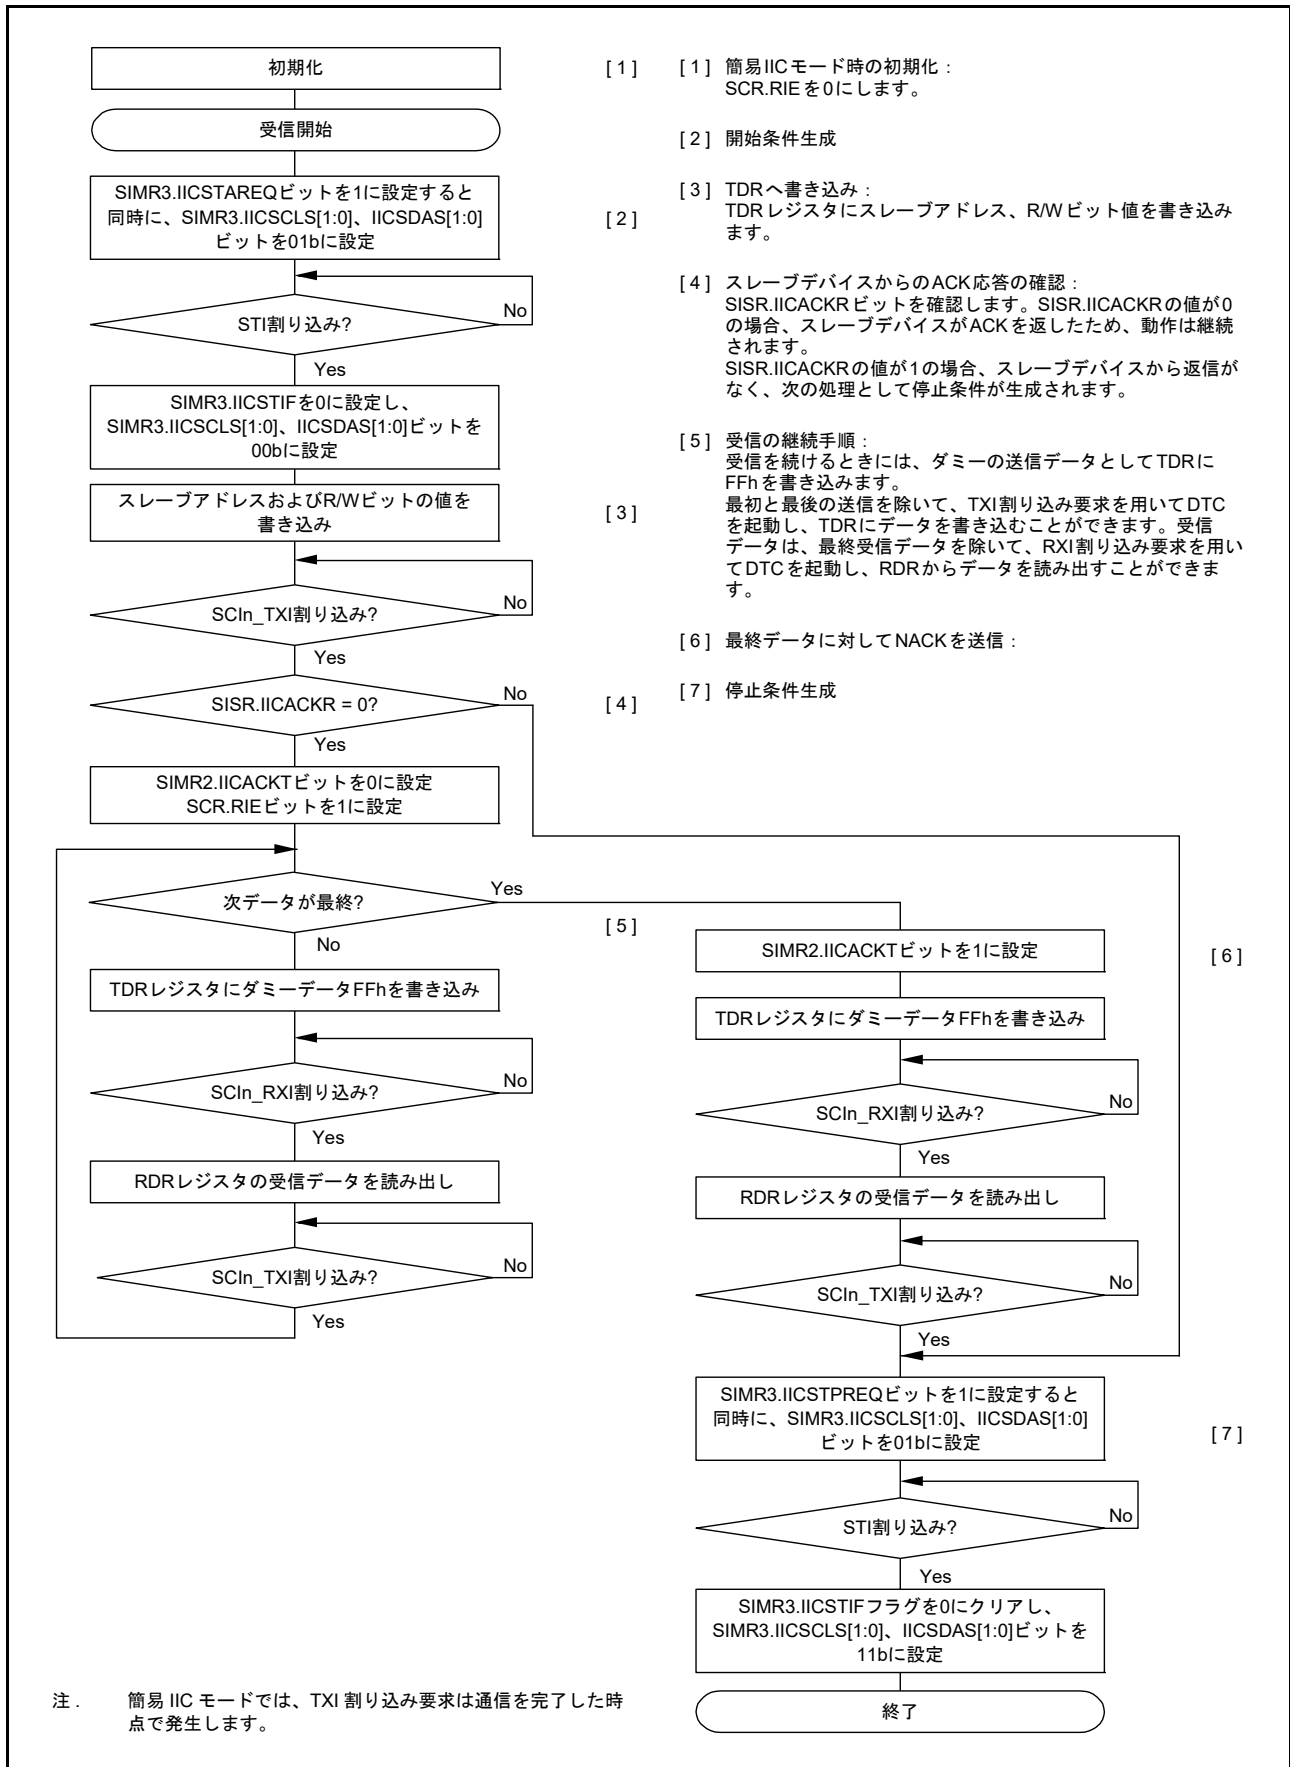 初期化
[ 1 ]
受信開始
SIMR3.IICSTAREQビットを1に設定すると
同時に、SIMR3.IICSCLS[1:0]、IICSDAS[1:0]
ビットを01bに設定
[ 2 ]
STI割り込み?
No
Yes
SIMR3.IICSTIFを0に設定し、
SIMR3.IICSCLS[1:0]、IICSDAS[1:0]ビットを
00bに設定
スレーブアドレスおよびR/Wビットの値を
書き込み
[ 3 ]
SCIn_TXI割り込み?
No
Yes
SISR.IICACKR = 0?
No
[ 4 ]
Yes
SIMR2.IICACKTビットを0に設定
SCR.RIEビットを1に設定
次データが最終?
Yes
[ 5 ]
No
TDRレジスタにダミーデータFFhを書き込み
SCIn_RXI割り込み?
No
Yes
RDRレジスタの受信データを読み出し
SCIn_TXI割り込み?
No
Yes
[ 1 ] 簡易IICモード時の初期化：
SCR.RIEを0にします。
[ 2 ] 開始条件生成
[ 3 ] TDRへ書き込み：
TDRレジスタにスレーブアドレス、R/Wビット値を書き込み
ます。
[ 4 ] スレーブデバイスからのACK応答の確認：
SISR.IICACKRビットを確認します。SISR.IICACKRの値が0
の場合、スレーブデバイスがACKを返したため、動作は継続
されます。
SISR.IICACKRの値が1の場合、スレーブデバイスから返信が
なく、次の処理として停止条件が生成されます。
[ 5 ] 受信の継続手順：
受信を続けるときには、ダミーの送信データとしてTDRに
FFhを書き込みます。
最初と最後の送信を除いて、TXI割り込み要求を用いてDTC
を起動し、TDRにデータを書き込むことができます。受信
データは、最終受信データを除いて、RXI割り込み要求を用い
てDTCを起動し、RDRからデータを読み出すことができま
す。
[ 6 ] 最終データに対してNACKを送信：
[ 7 ] 停止条件生成
SIMR2.IICACKTビットを1に設定
[ 6 ]
TDRレジスタにダミーデータFFhを書き込み
SCIn_RXI割り込み?
No
Yes
RDRレジスタの受信データを読み出し
SCIn_TXI割り込み?
No
Yes
SIMR3.IICSTPREQビットを1に設定すると
同時に、SIMR3.IICSCLS[1:0]、IICSDAS[1:0]
ビットを01bに設定
[ 7 ]
STI割り込み?
No
Yes
SIMR3.IICSTIFフラグを0にクリアし、
SIMR3.IICSCLS[1:0]、IICSDAS[1:0]ビットを
11bに設定
終了
注 . 簡易 IIC モードでは、TXI 割り込み要求は通信を完了した時
点で発生します。